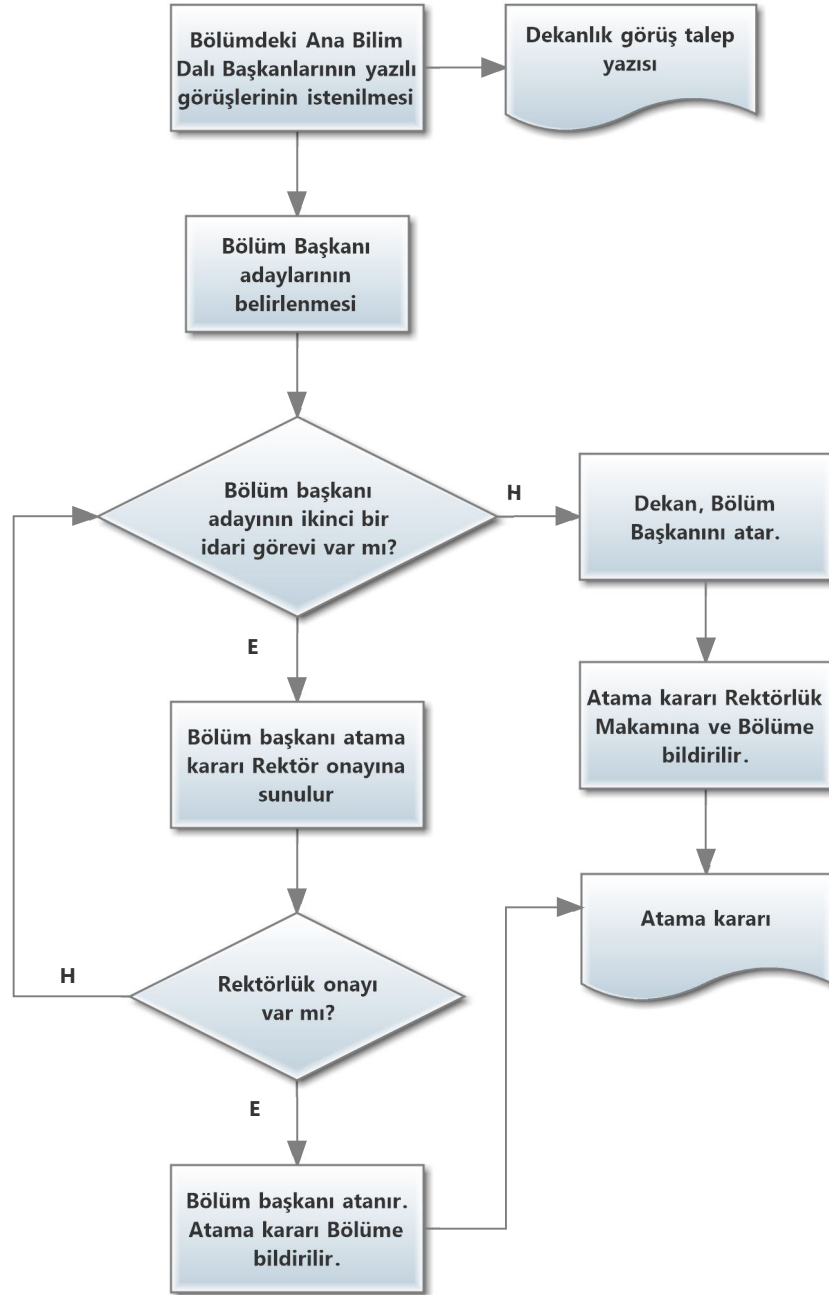 Bölümdeki Ana Bilim
Dalı Başkanlarının yazılı
görüşlerinin istenilmesi
Dekanlık görüş talep
yazısı
Bölüm Başkanı
adaylarının
belirlenmesi
Bölüm başkanı
adayının ikinci bir
idari görevi var mı?
H
Dekan, Bölüm
Başkanını atar.
E
Atama kararı Rektörlük
Makamına ve Bölüme
bildirilir.
Bölüm başkanı atama
kararı Rektör onayına
sunulur
Atama kararı
H
Rektörlük onayı
var mı?
E
Bölüm başkanı atanır.
Atama kararı Bölüme
bildirilir.